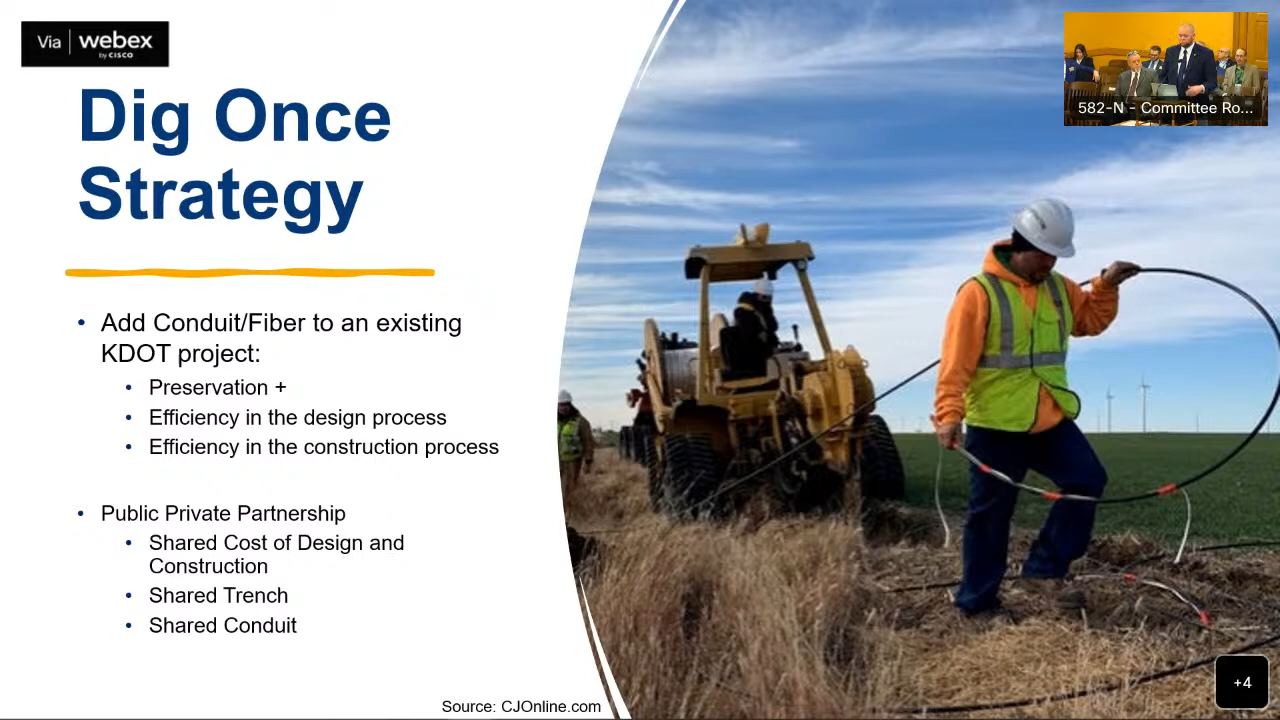 Via webex
by CISCO
582-N - Committee Ro...
Dig Once
Strategy
• Add Conduit/Fiber to an existing
KDOT project:
• Preservation +
• Efficiency in the design process
• Efficiency in the construction process
• Public Private Partnership
• Shared Cost of Design and
Construction
• Shared Trench
• Shared Conduit
Source: CJOnline.com
+4